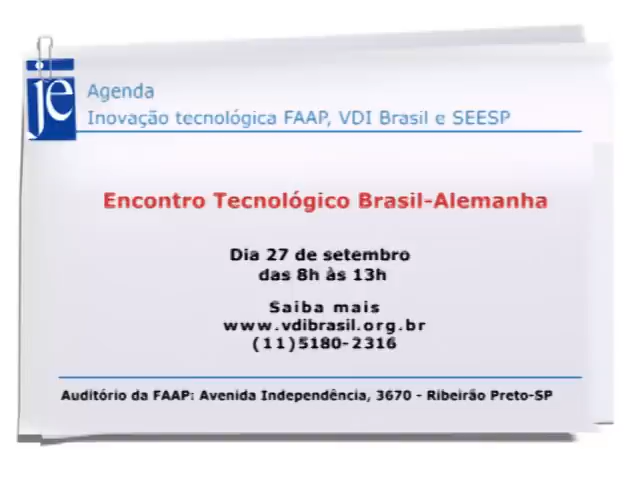 je
Agenda
Inovação tecnológica FAAP, VDI Brasil e SEESP
Encontro Tecnológico Brasil-Alemanha
Dia 27 de setembro
das 8h às 13h
Saiba mais
www.vdibrasil.org.br
(11)5180-2316
Auditório da FAAP: Avenida Independência, 3670 - Ribeirão Preto-SP